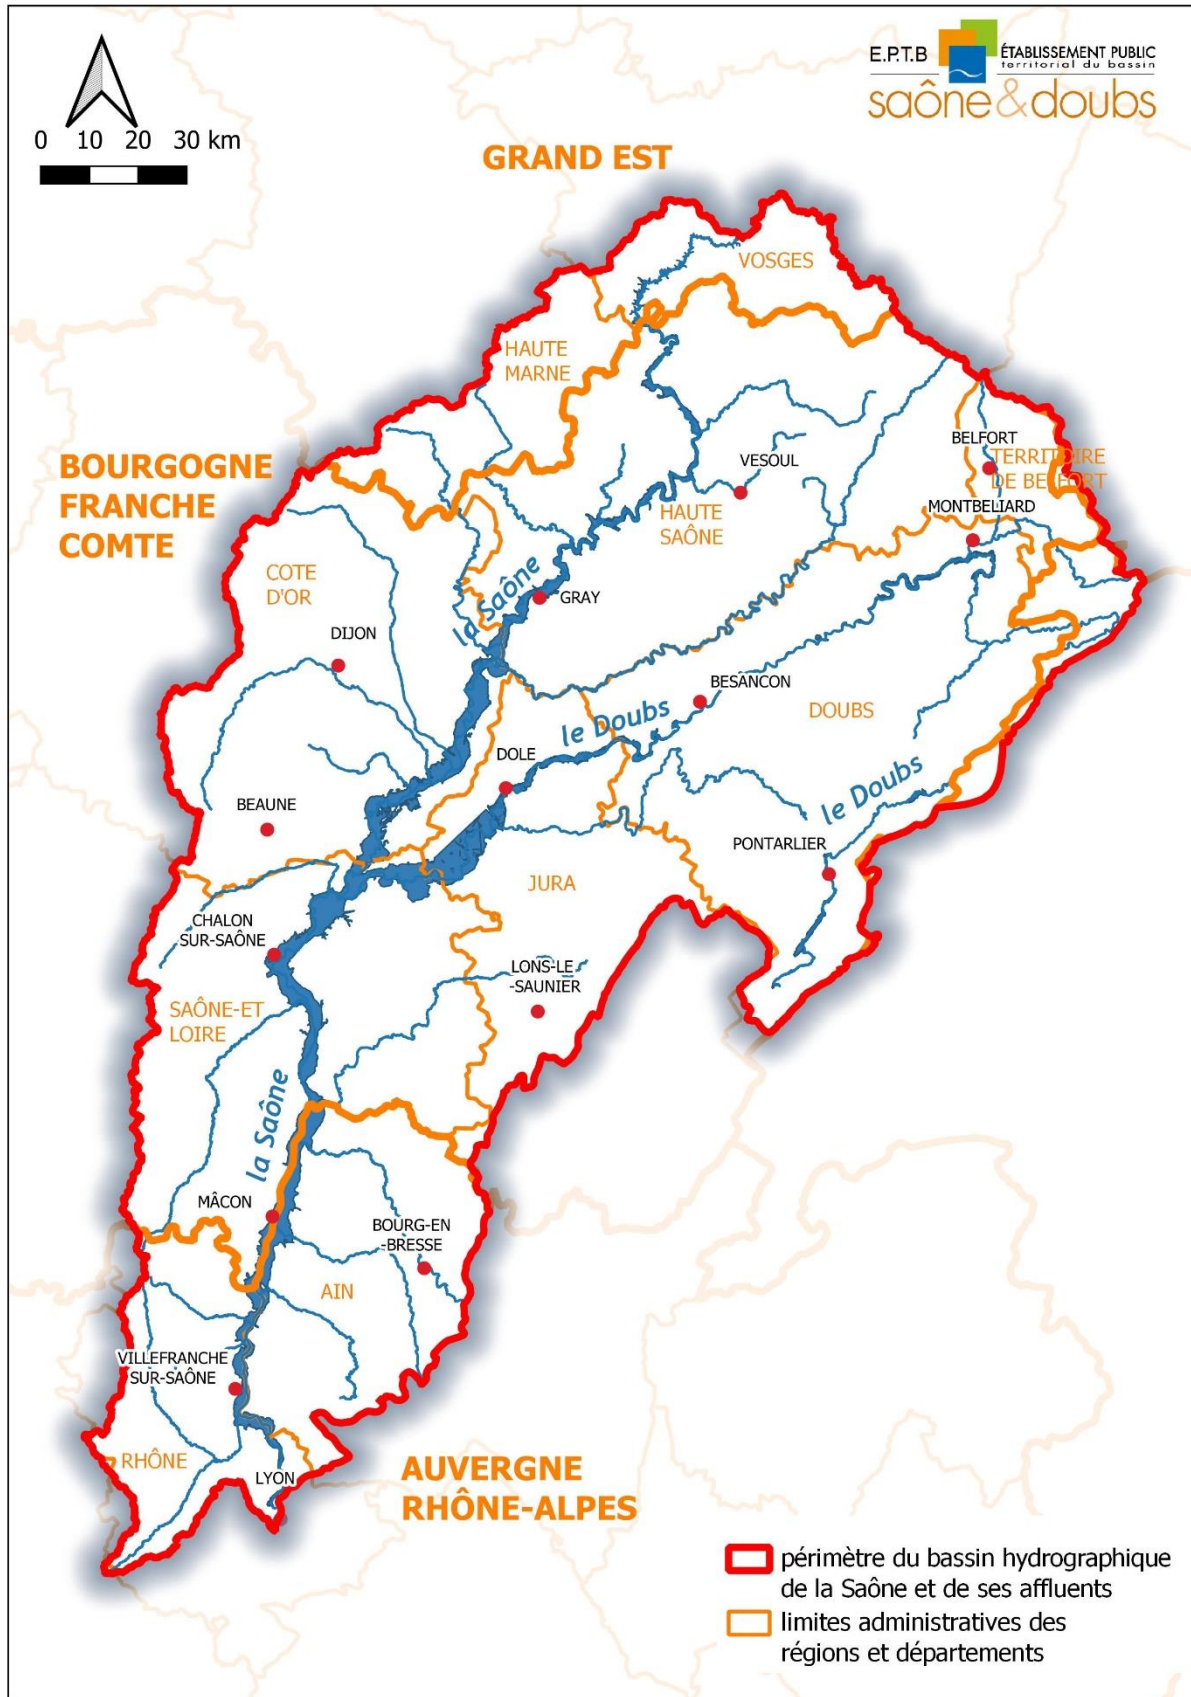 E.P.T.B
ÉTABLISSEMENT PUBLIC
territorial du bassin
saône&doubs
0 10 20 30 km
GRAND EST
VOSGES
HAUTE
MARNE
BELFORT
TERRITOIRE
DE BELFORT
BOURGOGNE
FRANCHE
COMTE
VESOUL
MONTBELIARD
HAUTE
SAÔNE
COTE
D'OR
la Saône
GRAY
DIJON
BESANCON
DOUBS
le Doubs
DOLE
le Doubs
BEAUNE
PONTARLIER
JURA
CHALON
SUR-SAÔNE
LONS-LE
-SAUNIER
SAÔNE-ET
LOIRE
la Saône
MÂCON
BOURG-EN
-BRESSE
AIN
VILLEFRANCHE
SUR-SAÔNE
RHÔNE
LYON
AUVERGNE
RHÔNE-ALPES
périmètre du bassin hydrographique
de la Saône et de ses affluents
limites administratives des
régions et départements